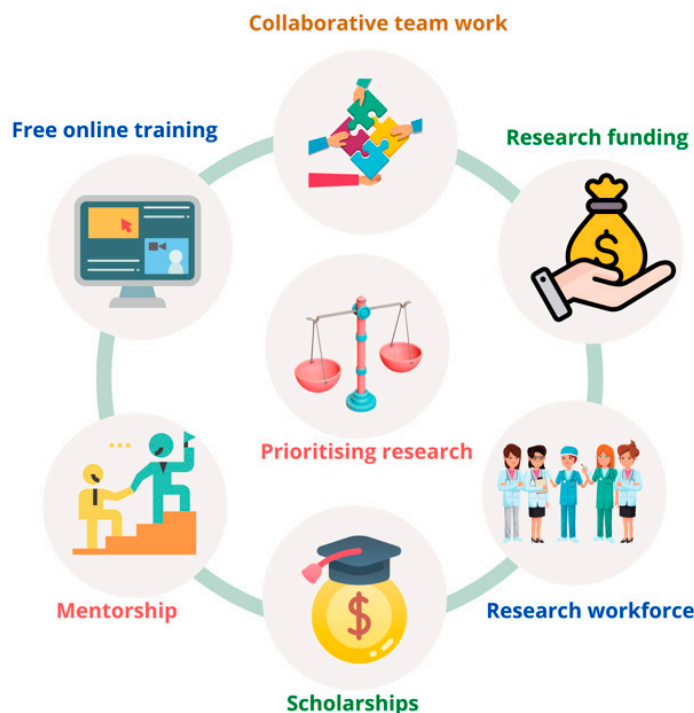 Collaborative team work
Free online training
Research funding
$
Prioritising research
Mentorship
$
Research workforce
Scholarships